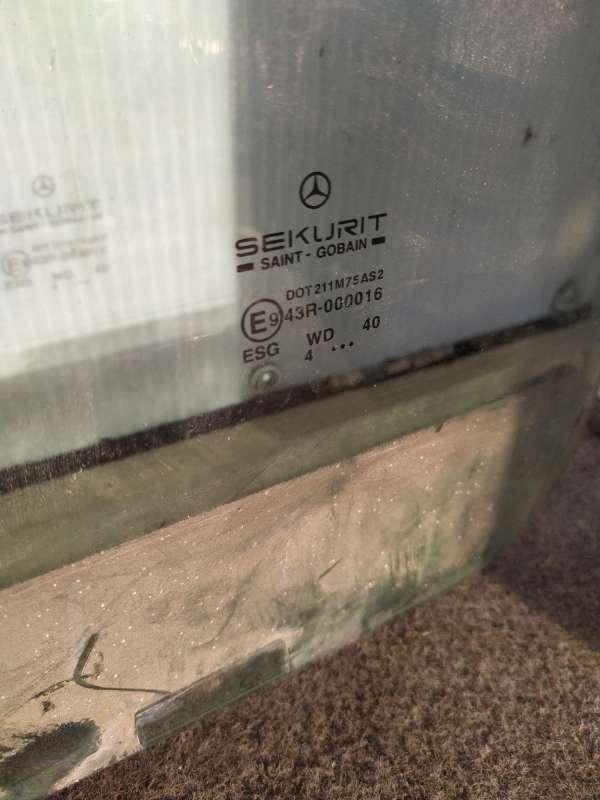 SEKURIT
SAINT - GOBAIN
DOT211M75AS2
E9 43R-000016
ESG WD 40
4 ...